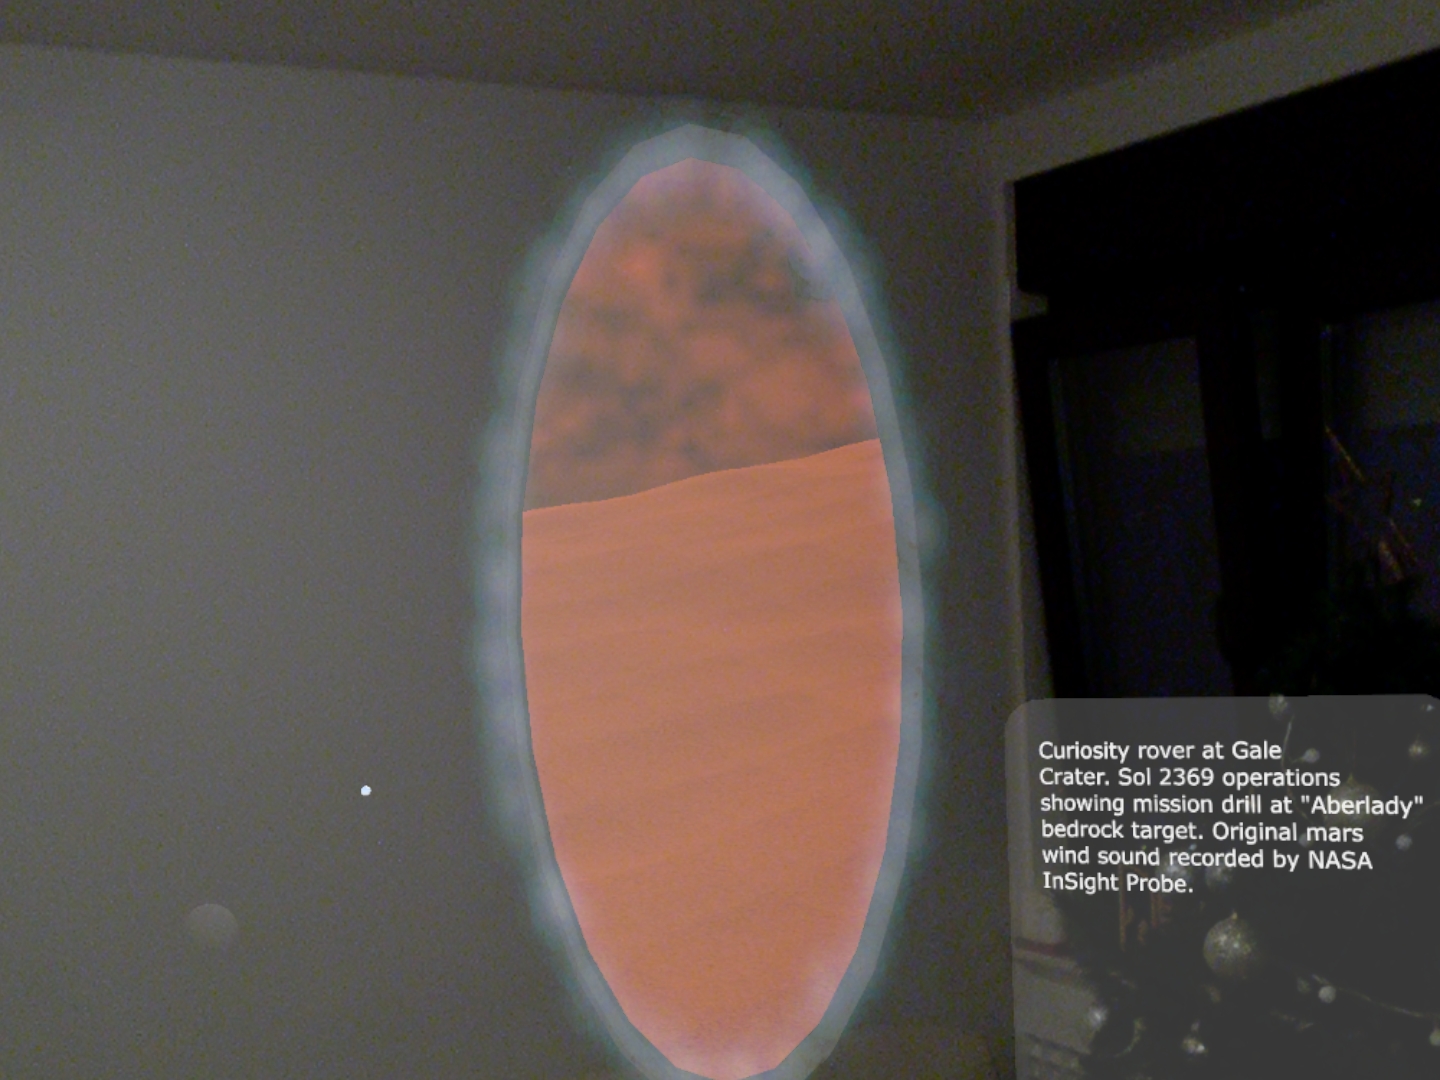 Curiosity rover at Gale
Crater. Sol 2369 operations
showing mission drill at "Aberlady"
bedrock target. Original mars
wind sound recorded by NASA
InSight Probe.